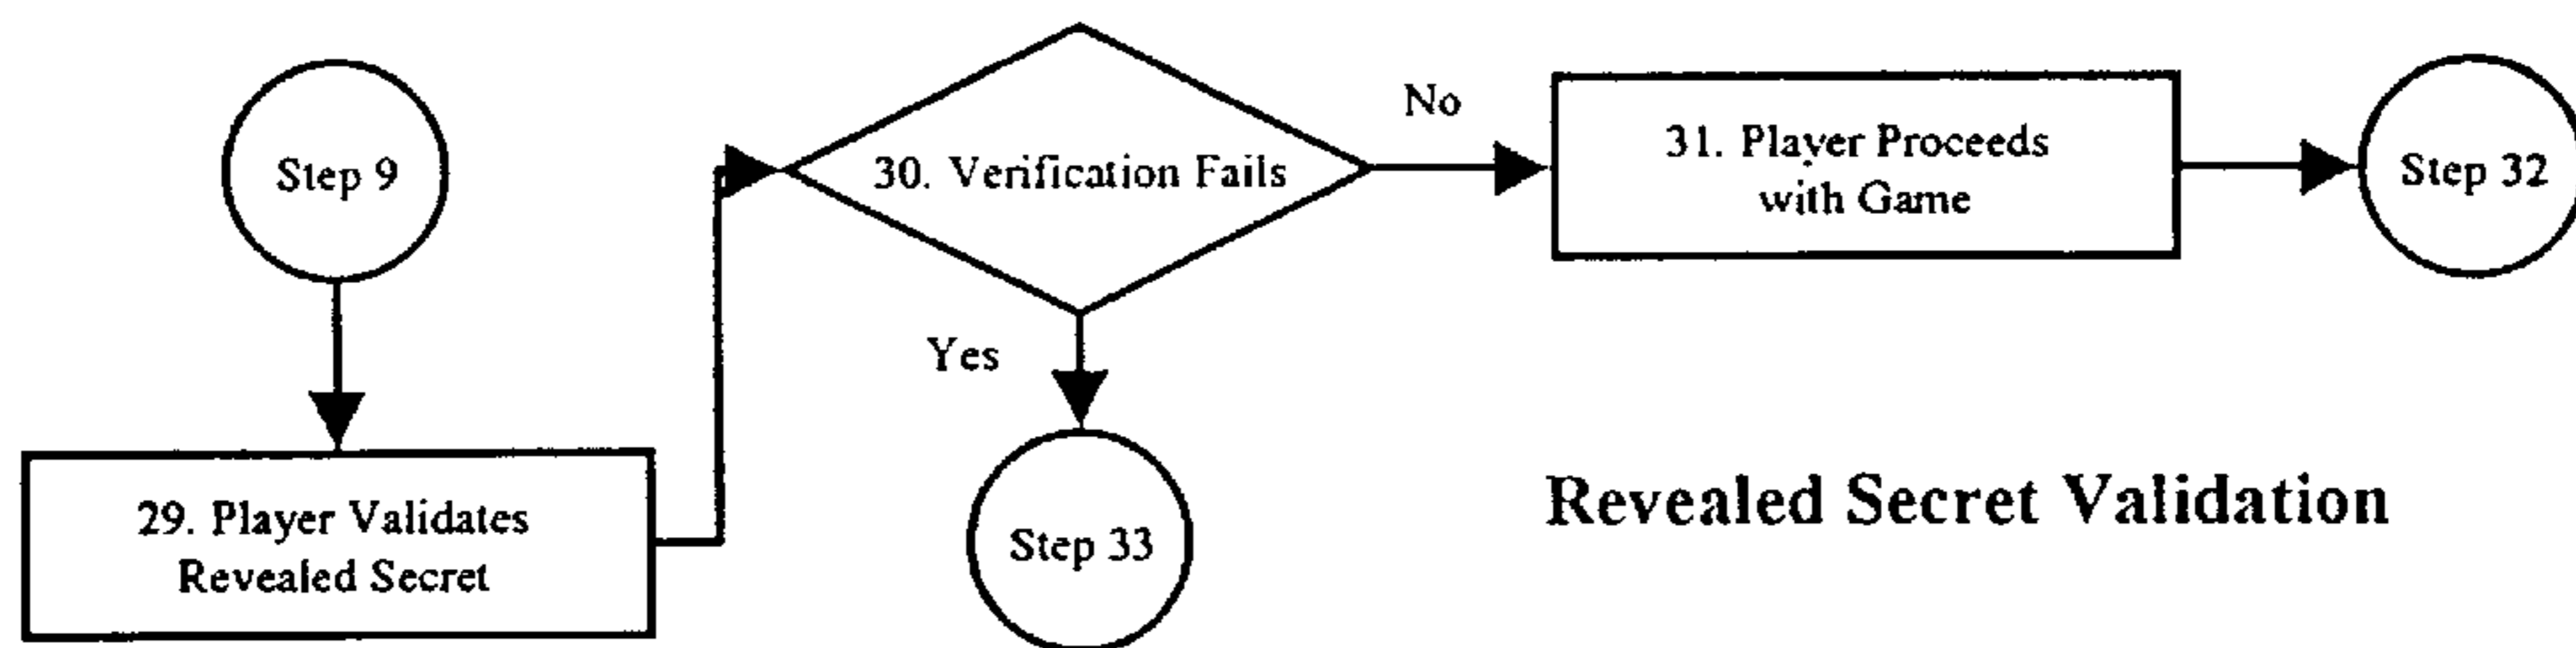 Step 9
29. Player Validates
Revealed Secret
30. Verification Fails
Yes
Step 33
No
31. Player Proceeds
with Game
Step 32
Revealed Secret Validation